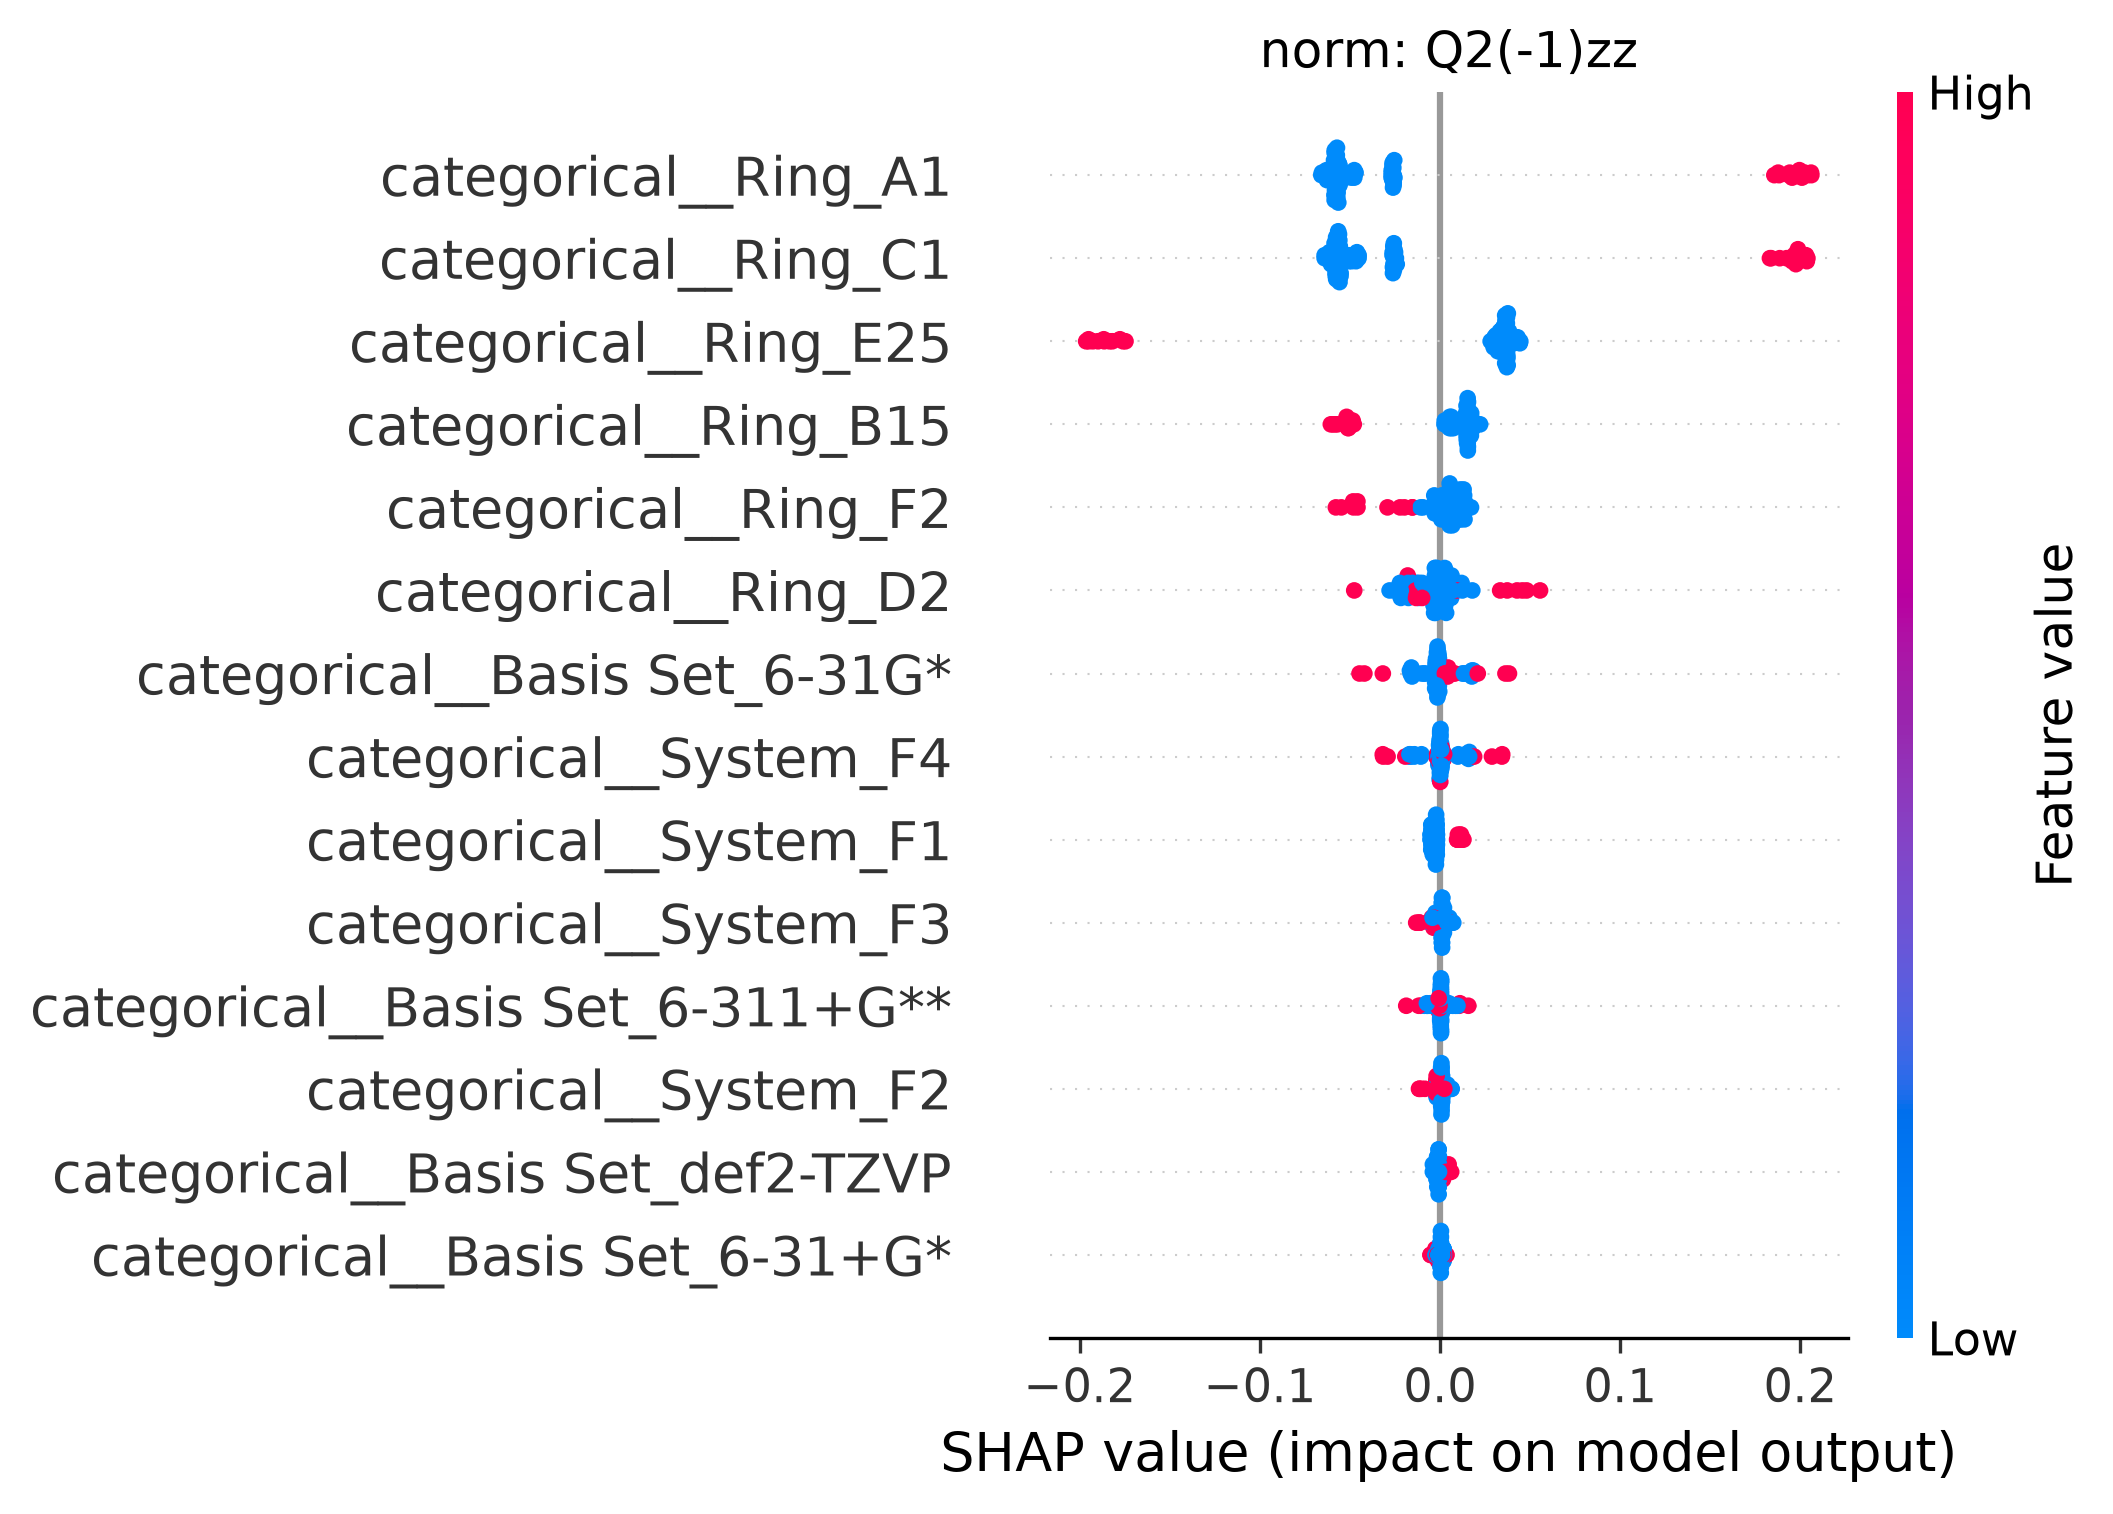 norm: Q2(-1)zz
High
categorical__Ring_A1
categorical__Ring_C1
categorical__Ring_E25
categorical__Ring_B15
categorical__Ring_F2
categorical__Ring_D2
categorical__Basis Set_6-31G*
categorical__System_F4
categorical__System_F1
categorical__System_F3
categorical__Basis Set_6-311+G**
categorical__System_F2
categorical__Basis Set_def2-TZVP
categorical__Basis Set_6-31+G*
Feature value
Low
−0.2 −0.1 0.0 0.1 0.2
SHAP value (impact on model output)